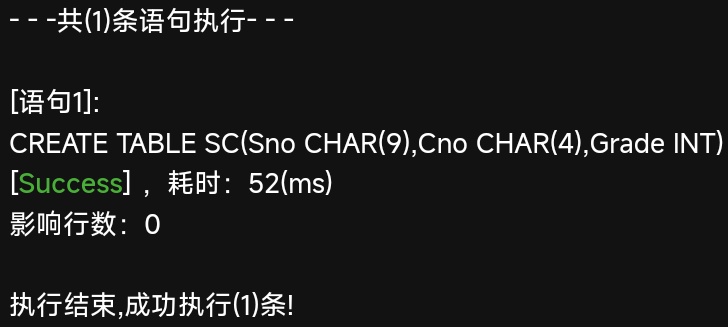 - - -共(1)条语句执行- - -
[语句1]:
CREATE TABLE SC(Sno CHAR(9),Cno CHAR(4),Grade INT)
[Success] ，耗时：52(ms)
影响行数：0
执行结束,成功执行(1)条!